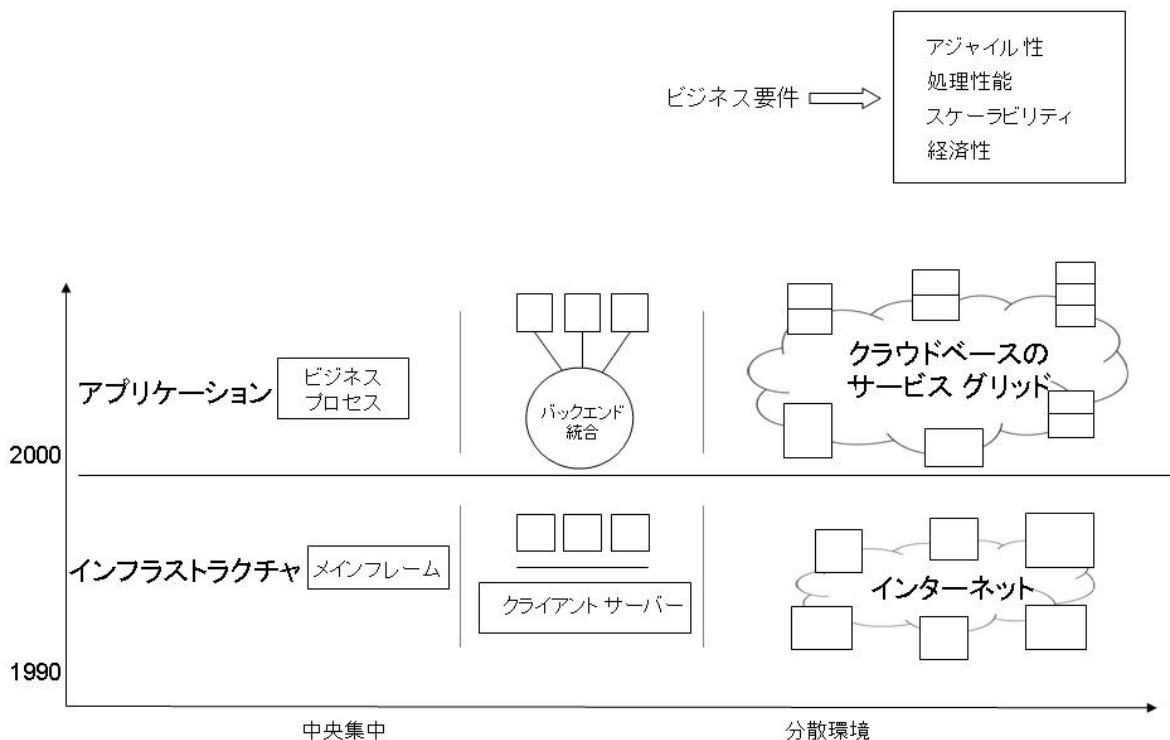 アジャイル性
処理性能
ビジネス要件
スケーラビリティ
経済性
アプリケーション
ビジネス
プロセス
バックエンド
統合
クラウドベースの
サービス グリッド
2000
インフラストラクチャ
メインフレーム
クライアント サーバー
インターネット
1990
中央集中
分散環境